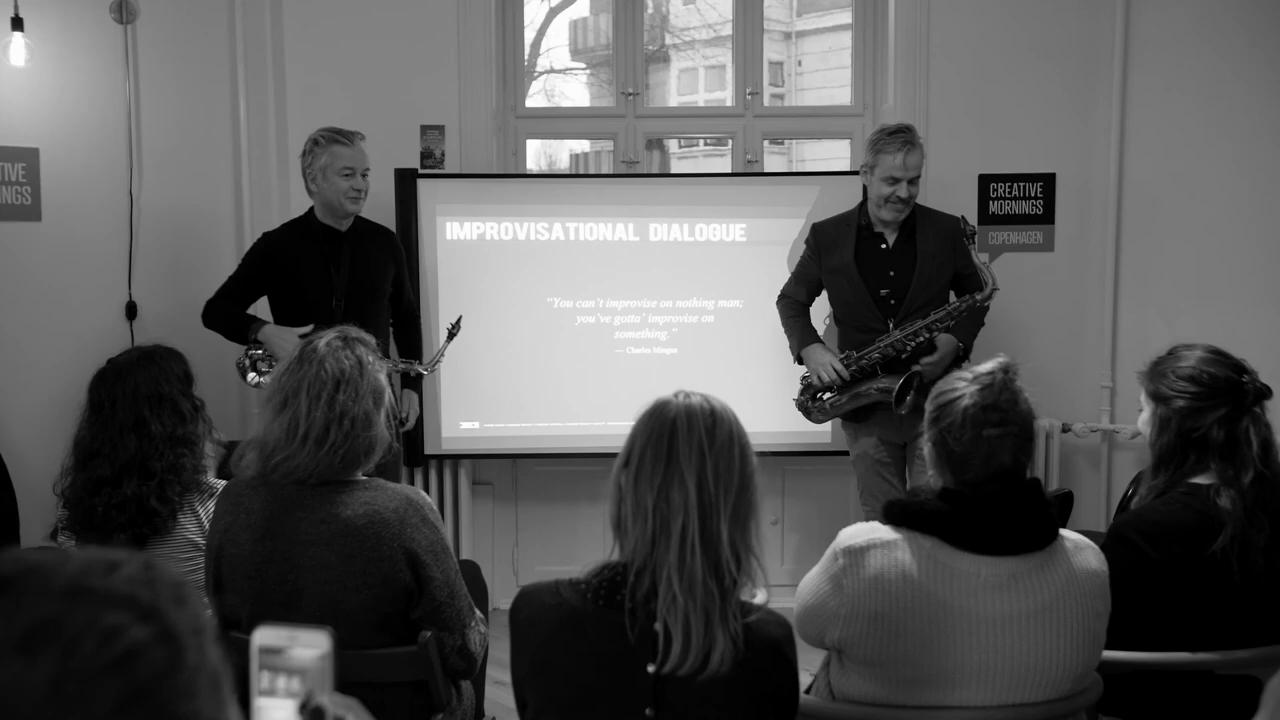 TIVE
NGS
IMPROVISATIONAL DIALOGUE
"You can't improvise on nothing man;
you've gotta' improvise on
something."
— Charles Mingus
CREATIVE
MORNINGS
COPENHAGEN